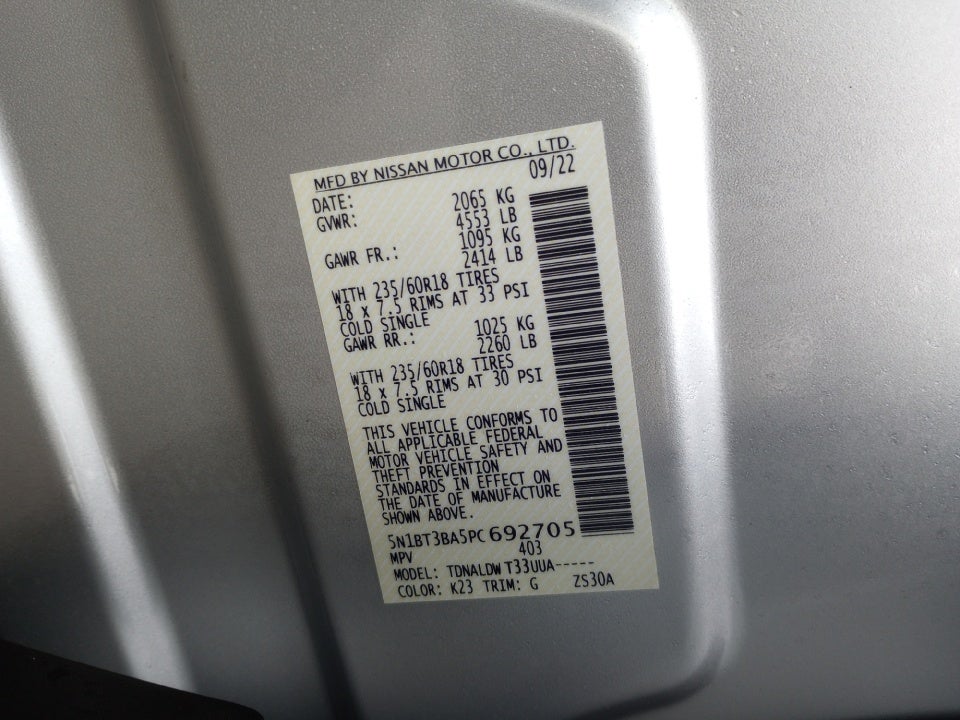 MFD BY NISSAN MOTOR CO., LTD.
DATE: 09/22
GVWR: 2065 KG
4553 LB
GAWR FR.: 1095 KG
2414 LB
WITH 235/60R18 TIRES
18 x 7.5 RIMS AT 33 PSI
COLD SINGLE
GAWR RR.: 1025 KG
2260 LB
WITH 235/60R18 TIRES
18 x 7.5 RIMS AT 30 PSI
COLD SINGLE
THIS VEHICLE CONFORMS TO
ALL APPLICABLE FEDERAL
MOTOR VEHICLE SAFETY AND
THEFT PREVENTION
STANDARDS IN EFFECT ON
THE DATE OF MANUFACTURE
SHOWN ABOVE.
5N1BT3BA5PC692705
MPV 403
MODEL: TDNALDW T33UUA-----
COLOR: K23 TRIM: G ZS30A